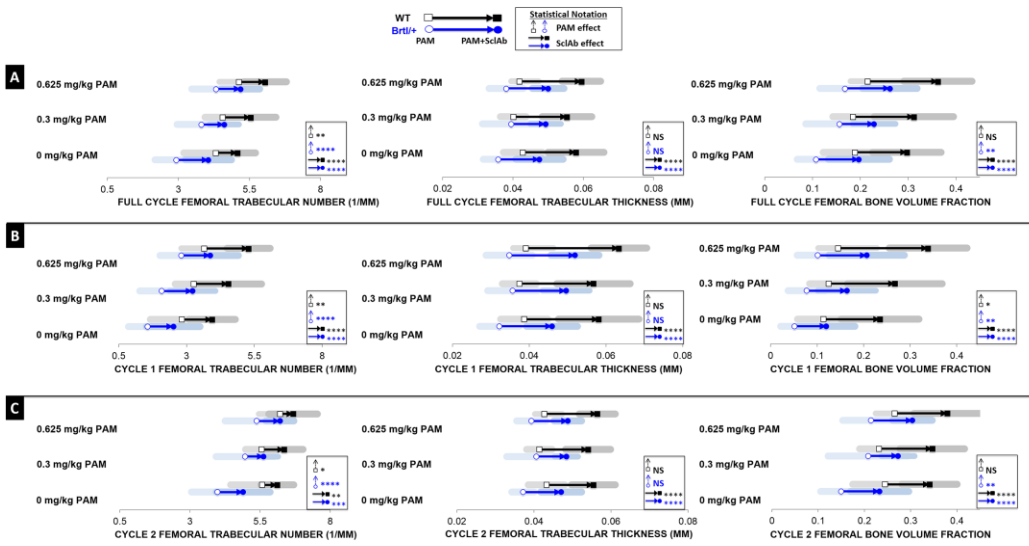 WT
Brtl/+
PAM PAM+SclAb
Statistical Notation
PAM effect
SclAb effect
A
0.625 mg/kg PAM
0.3 mg/kg PAM
0 mg/kg PAM
**
****
****
****
0.5 3 5.5 8
FULL CYCLE FEMORAL TRABECULAR NUMBER (1/MM)
0.625 mg/kg PAM
0.3 mg/kg PAM
0 mg/kg PAM
NS
NS
****
****
0.02 0.04 0.06 0.08
FULL CYCLE FEMORAL TRABECULAR THICKNESS (MM)
0.625 mg/kg PAM
0.3 mg/kg PAM
0 mg/kg PAM
NS
**
****
****
0 0.1 0.2 0.3 0.4
FULL CYCLE FEMORAL BONE VOLUME FRACTION
B
0.625 mg/kg PAM
0.3 mg/kg PAM
0 mg/kg PAM
**
****
****
****
0.5 3 5.5 8
CYCLE 1 FEMORAL TRABECULAR NUMBER (1/MM)
0.625 mg/kg PAM
0.3 mg/kg PAM
0 mg/kg PAM
NS
NS
****
****
0.02 0.04 0.06 0.08
CYCLE 1 FEMORAL TRABECULAR THICKNESS (MM)
0.625 mg/kg PAM
0.3 mg/kg PAM
0 mg/kg PAM
*
**
****
****
0 0.1 0.2 0.3 0.4
CYCLE 1 FEMORAL BONE VOLUME FRACTION
C
0.625 mg/kg PAM
0.3 mg/kg PAM
0 mg/kg PAM
*
****
**
***
0.5 3 5.5 8
CYCLE 2 FEMORAL TRABECULAR NUMBER (1/MM)
0.625 mg/kg PAM
0.3 mg/kg PAM
0 mg/kg PAM
NS
NS
****
****
0.02 0.04 0.06 0.08
CYCLE 2 FEMORAL TRABECULAR THICKNESS (MM)
0.625 mg/kg PAM
0.3 mg/kg PAM
0 mg/kg PAM
NS
**
****
****
0 0.1 0.2 0.3 0.4
CYCLE 2 FEMORAL BONE VOLUME FRACTION